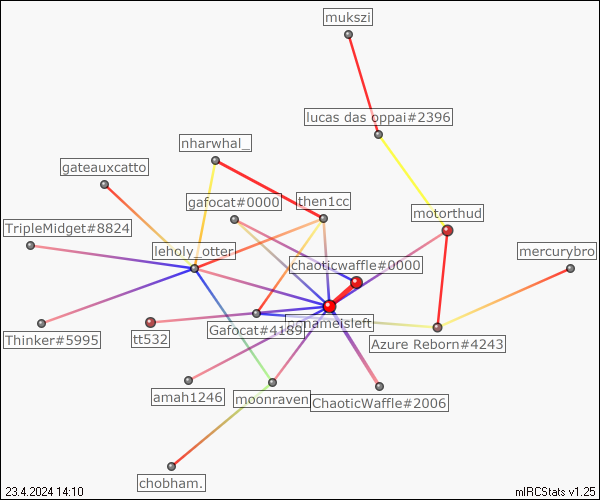 mukszi
lucas das oppai#2396
nharwhal_
gateauxcatto
gafocat#0000
then1cc
motorthud
TripleMidget#8824
leholy_otter
mercurybro
chaoticwaffle#0000
Gafocat#4189
nonameisleft
Thinker#5995
tt532
Azure Reborn#4243
amah1246
moonraven
ChaoticWaffle#2006
chobham.
23.4.2024 14:10
mIRCStats v1.25